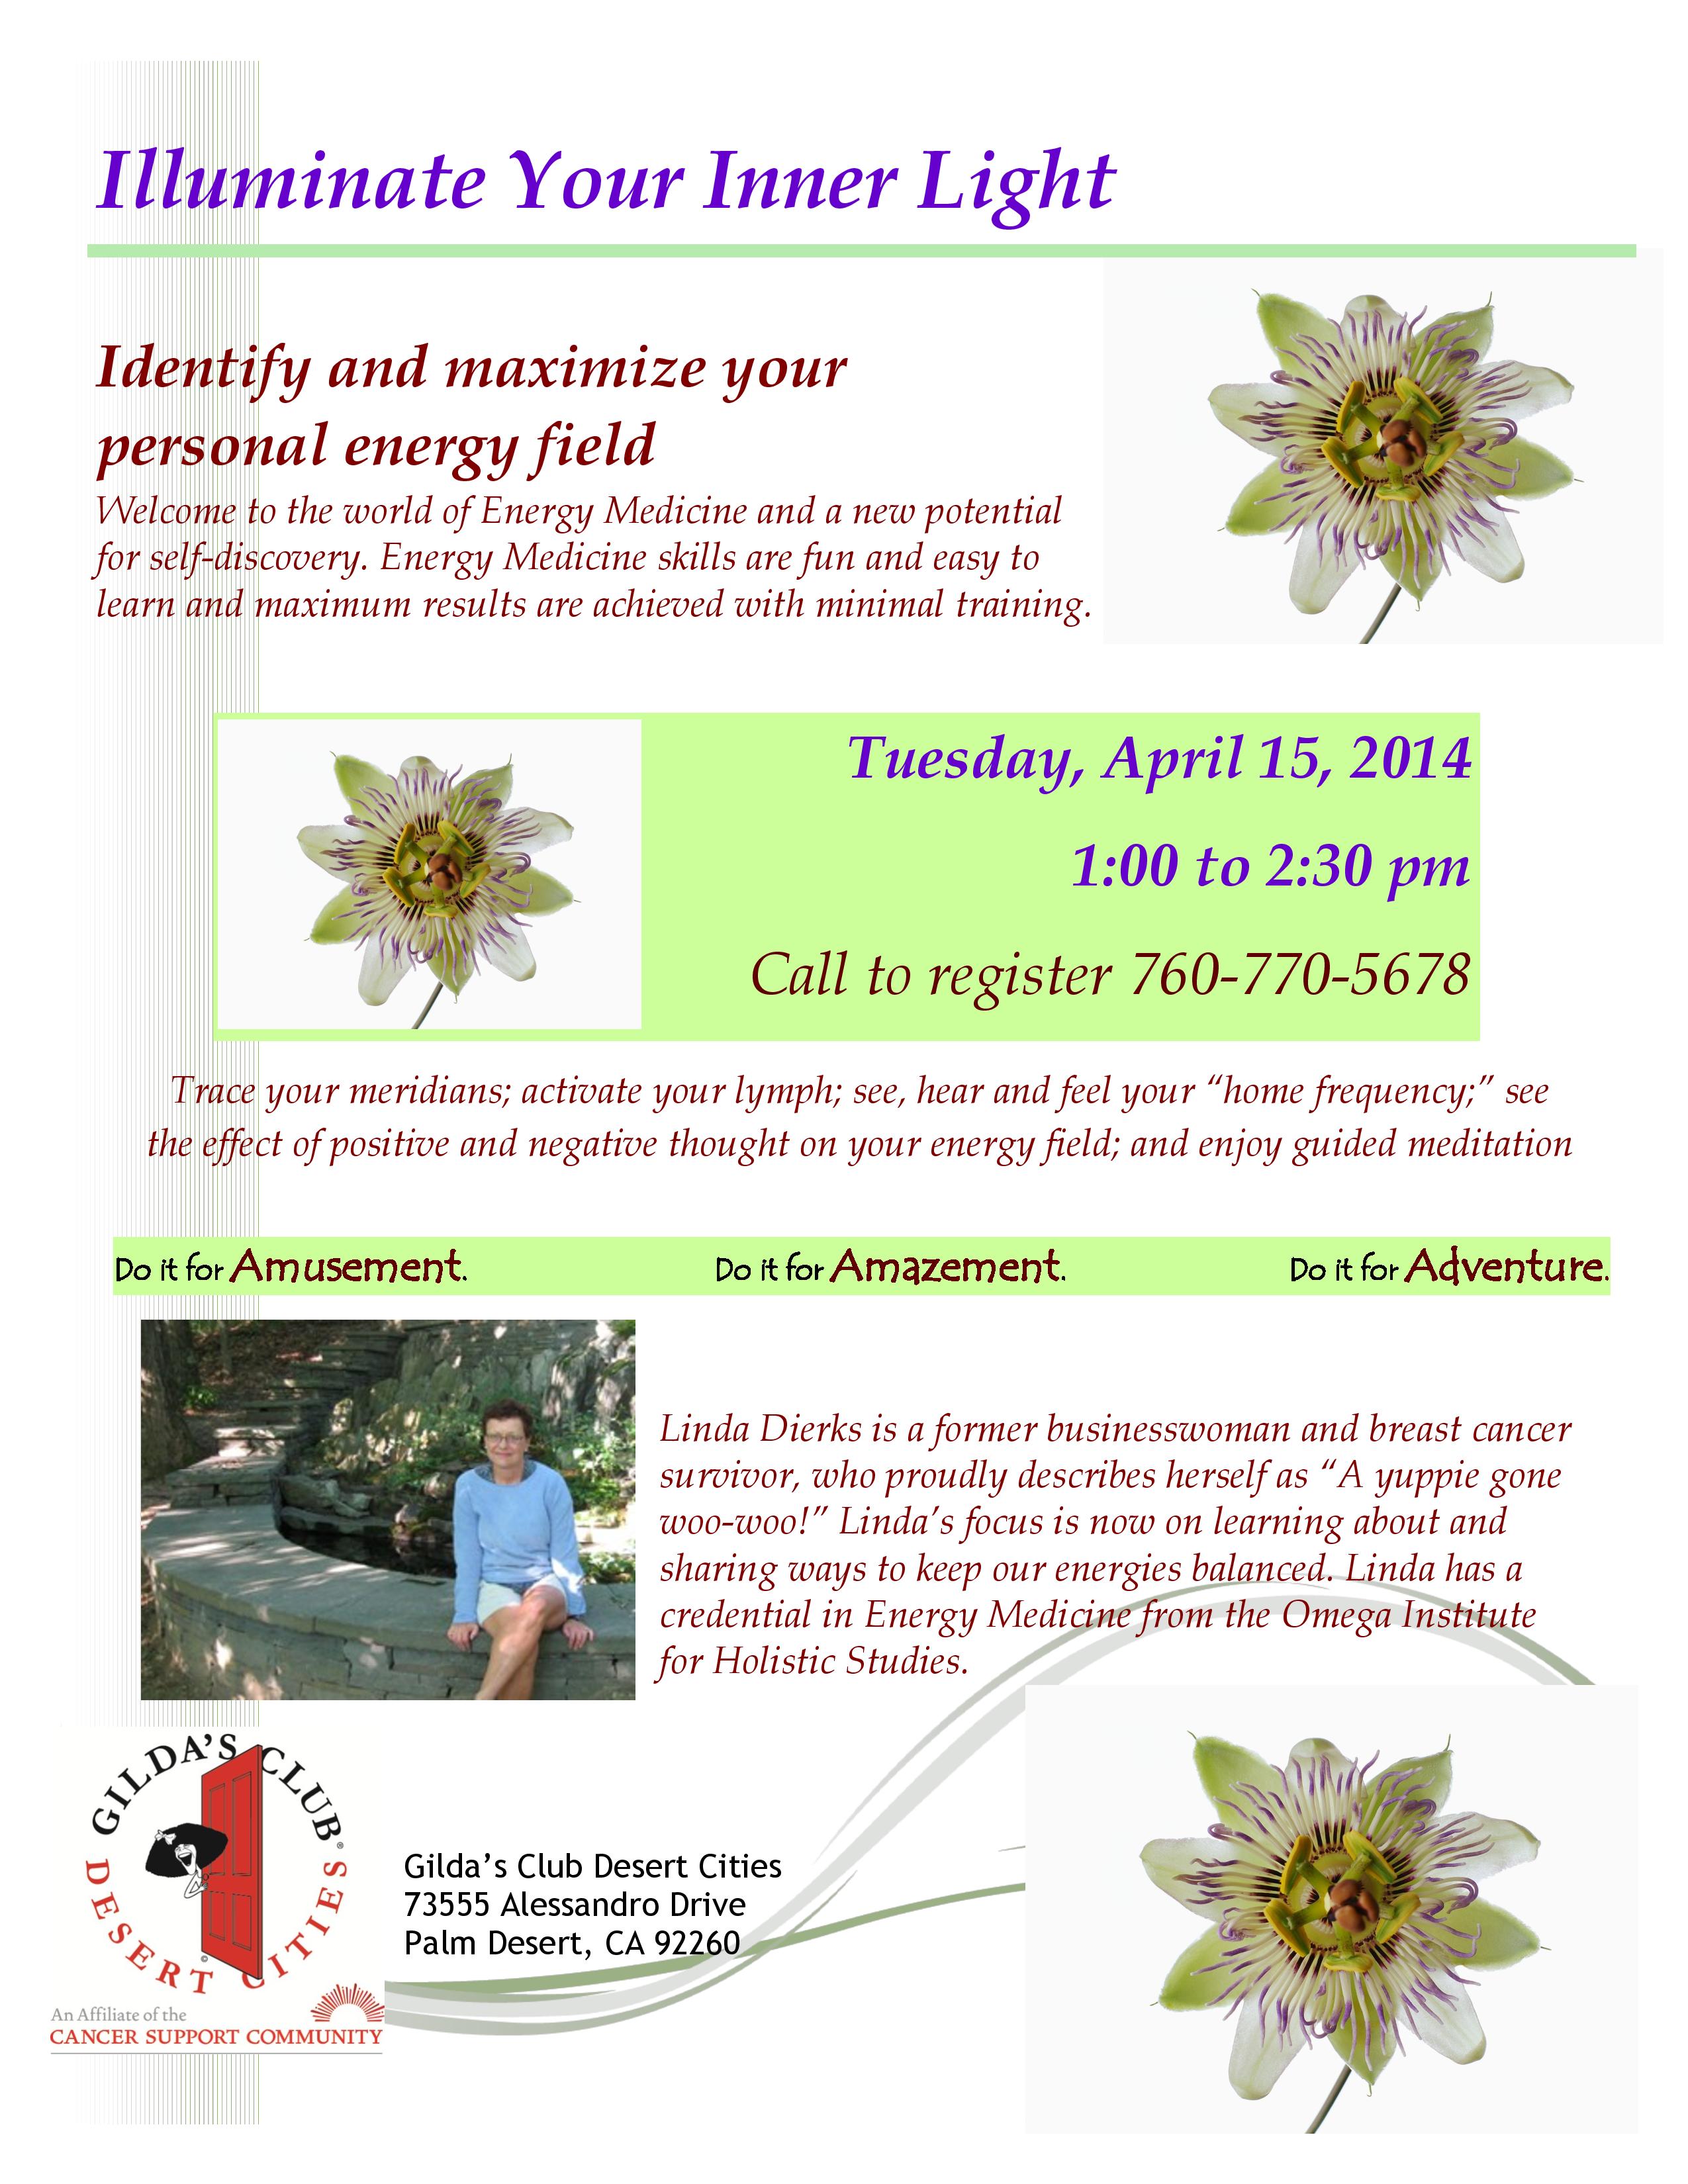 Illuminate Your Inner Light
Identify and maximize your
personal energy field
Welcome to the world of Energy Medicine and a new potential
for self-discovery. Energy Medicine skills are fun and easy to
learn and maximum results are achieved with minimal training.
Tuesday, April 15, 2014
1:00 to 2:30 pm
Call to register 760-770-5678
Trace your meridians; activate your lymph; see, hear and feel your “home frequency;” see
the effect of positive and negative thought on your energy field; and enjoy guided meditation
Do it for Amusement. Do it for Amazement. Do it for Adventure.
Linda Dierks is a former businesswoman and breast cancer
survivor, who proudly describes herself as “A yuppie gone
woo-woo!” Linda’s focus is now on learning about and
sharing ways to keep our energies balanced. Linda has a
credential in Energy Medicine from the Omega Institute
for Holistic Studies.
GILDA’S CLUB®
DESERT CITIES
©
An Affiliate of the
CANCER SUPPORT COMMUNITY
Gilda’s Club Desert Cities
73555 Alessandro Drive
Palm Desert, CA 92260